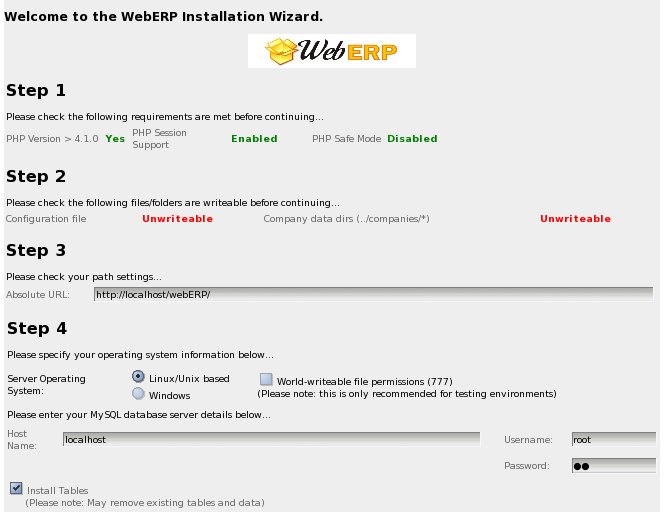 Welcome to the WebERP Installation Wizard.
Web ERP
Step 1
Please check the following requirements are met before continuing...
PHP Version > 4.1.0 Yes PHP Session Support Enabled PHP Safe Mode Disabled
Step 2
Please check the following files/folders are writeable before continuing...
Configuration file Unwriteable Company data dirs (../companies/*) Unwriteable
Step 3
Please check your path settings...
Absolute URL: http://localhost/webERP/
Step 4
Please specify your operating system information below...
Server Operating System: Linux/Unix based World-writeable file permissions (777)
Windows (Please note: this is only recommended for testing environments)
Please enter your MySQL database server details below...
Host Name: localhost Username: root
Password: ●●
Install Tables
(Please note: May remove existing tables and data)